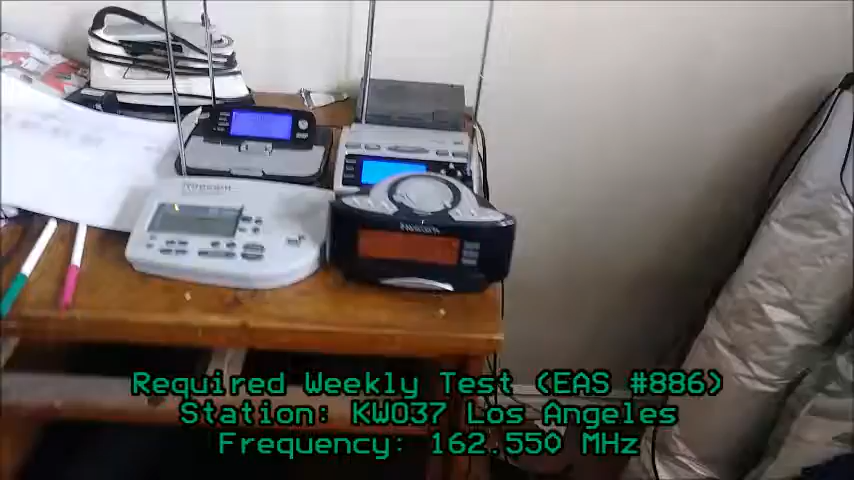 Required Weekly Test (EAS #886)
Station: KWO37 Los Angeles
Frequency: 162.550 MHz